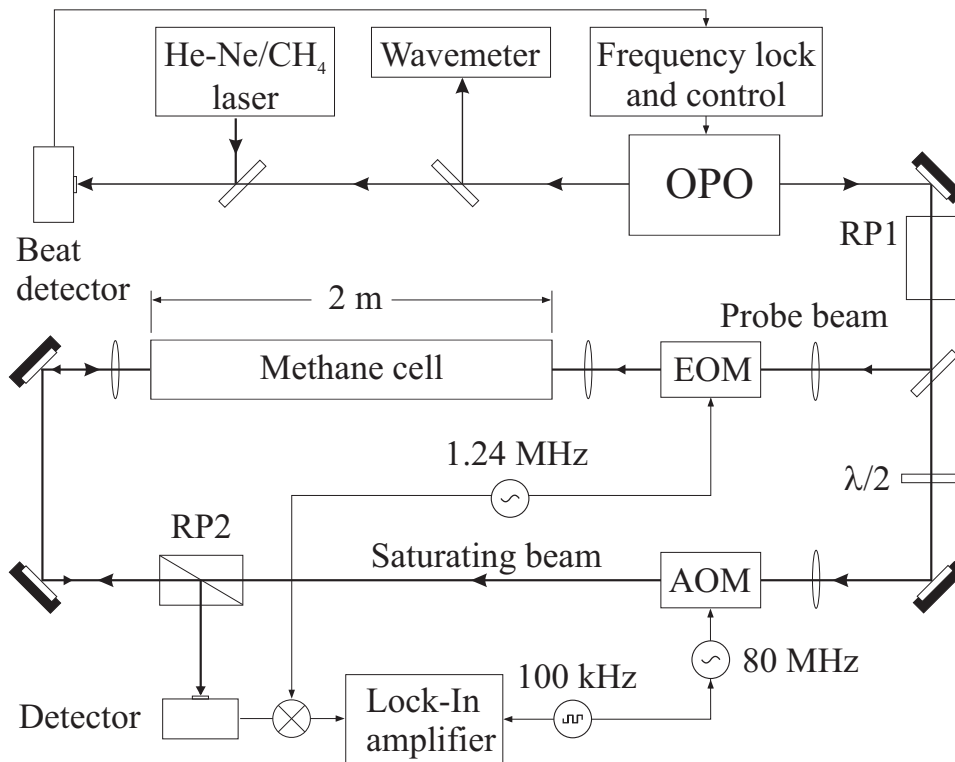 He-Ne/CH₄
laser
Wavemeter
Frequency lock
and control
OPO
RP1
Beat
detector
2 m
Probe beam
Methane cell
EOM
1.24 MHz
λ/2
RP2
Saturating beam
AOM
80 MHz
100 kHz
Detector
Lock-In
amplifier